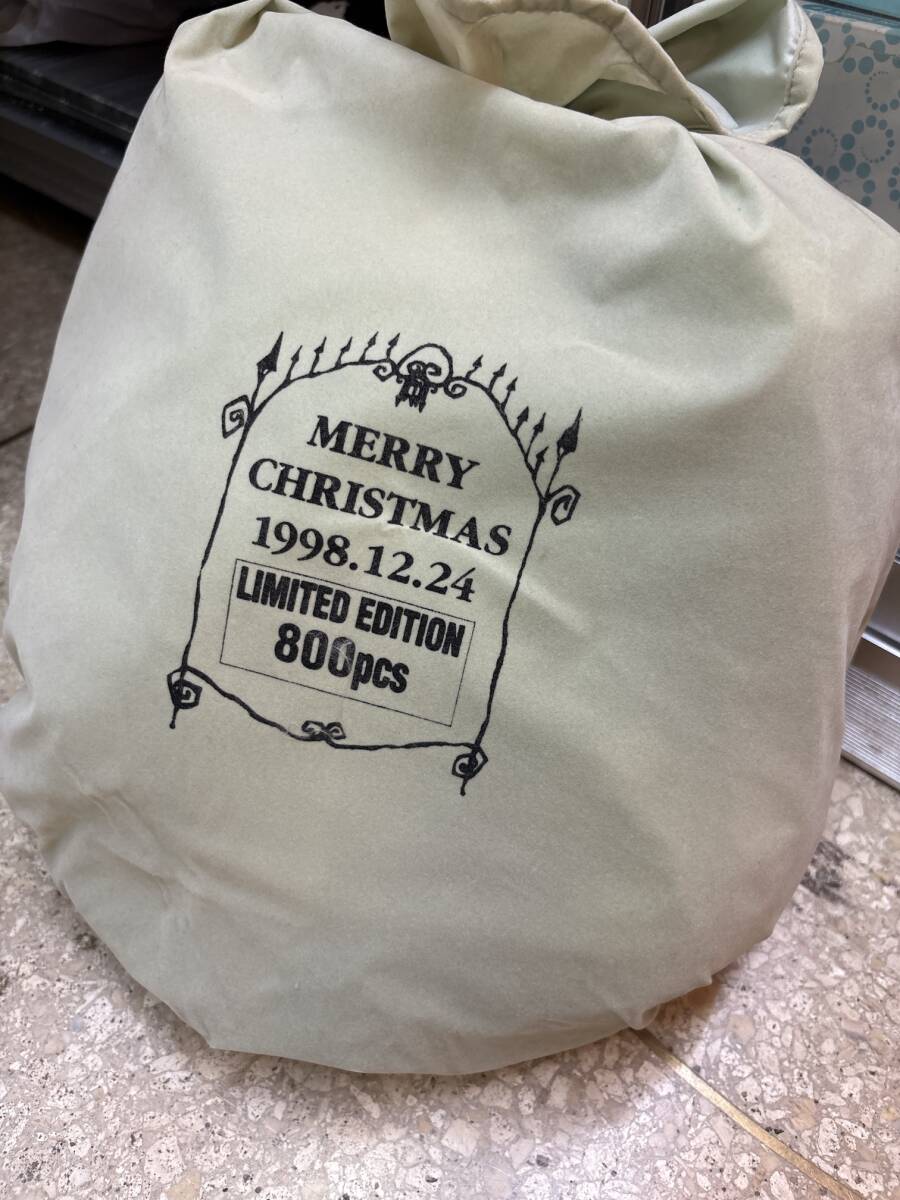 MERRY
CHRISTMAS
1998.12.24
LIMITED EDITION
800pcs